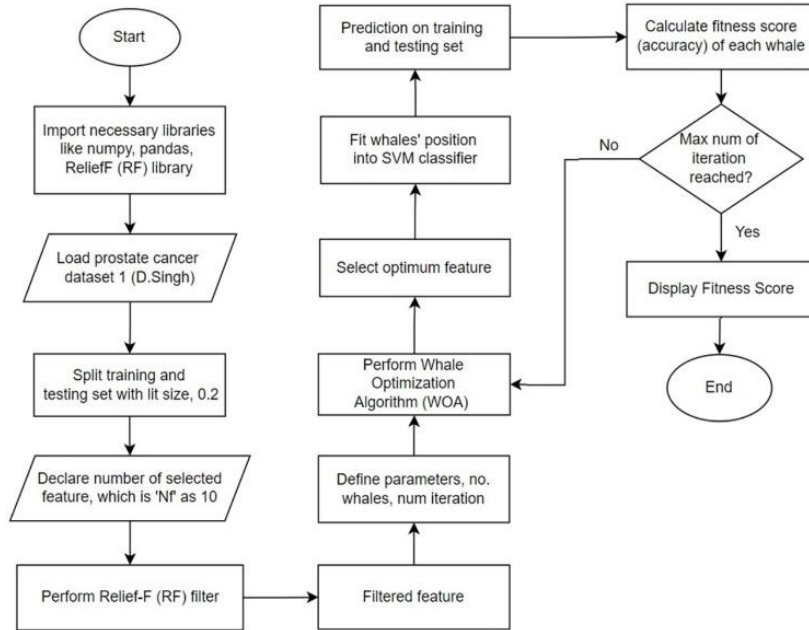 Start
Import necessary libraries
like numpy, pandas,
ReliefF (RF) library
Load prostate cancer
dataset 1 (D.Singh)
Split training and
testing set with lit size, 0.2
Declare number of selected
feature, which is 'Nf' as 10
Perform Relief-F (RF) filter
Filtered feature
Define parameters, no.
whales, num iteration
Perform Whale
Optimization
Algorithm (WOA)
Select optimum feature
Fit whales' position
into SVM classifier
Prediction on training
and testing set
Calculate fitness score
(accuracy) of each whale
Max num of
iteration
reached?
No
Yes
Display Fitness Score
End